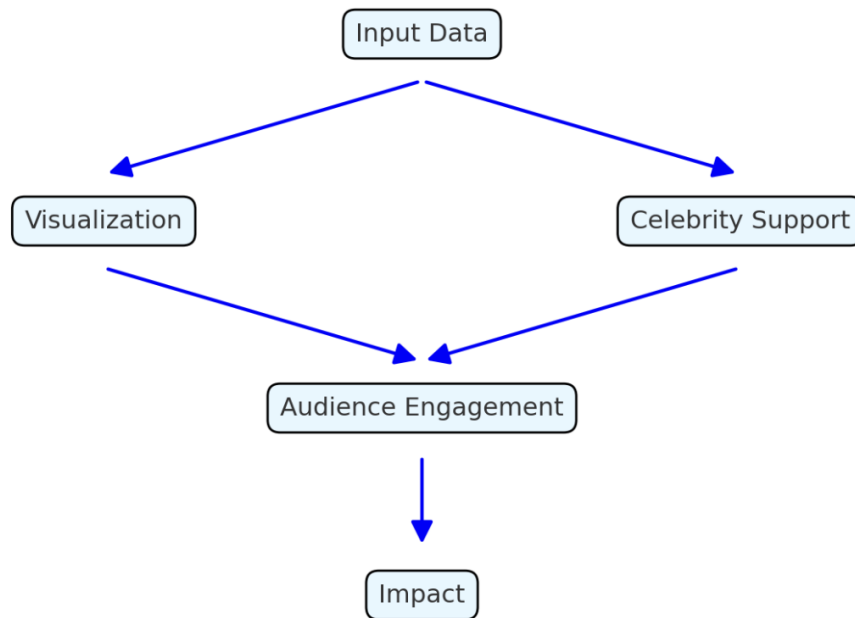 Input Data
Visualization
Celebrity Support
Audience Engagement
Impact